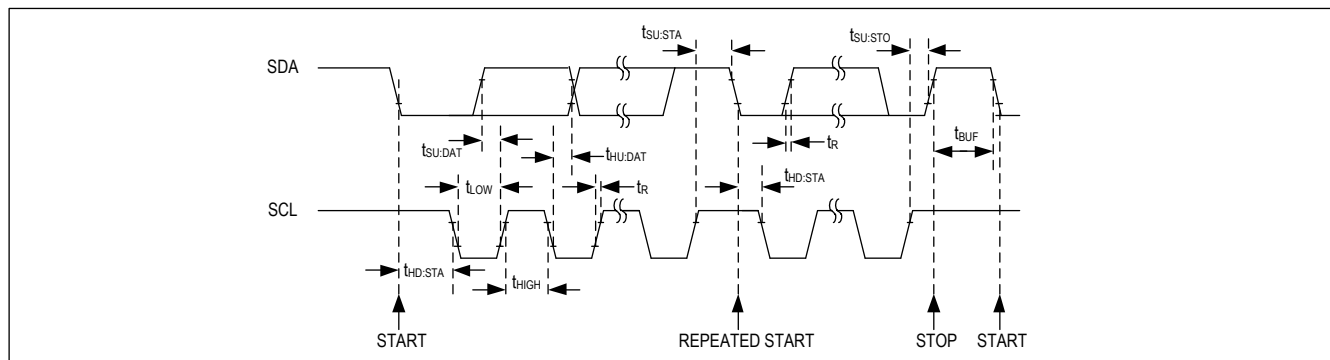 tSU:STA
tSU:STO
SDA
tSU:DAT
tHU:DAT
tR
tBUF
tLOW
tR
tHD:STA
SCL
tHD:STA
tHIGH
START
REPEATED START
STOP
START